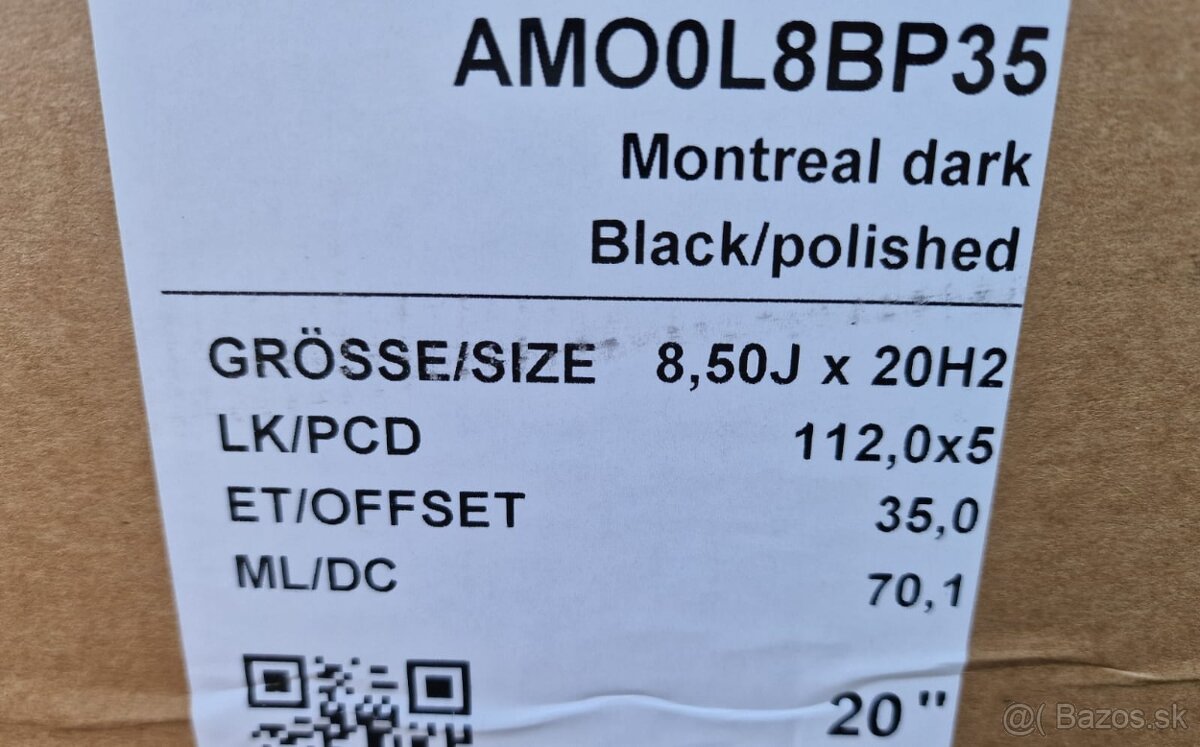 AMO0L8BP35
Montreal dark
Black/polished
GRÖSSE/SIZE 8,50J x 20H2
LK/PCD 112,0x5
ET/OFFSET 35,0
ML/DC 70,1
20 "
@( Bazos.sk